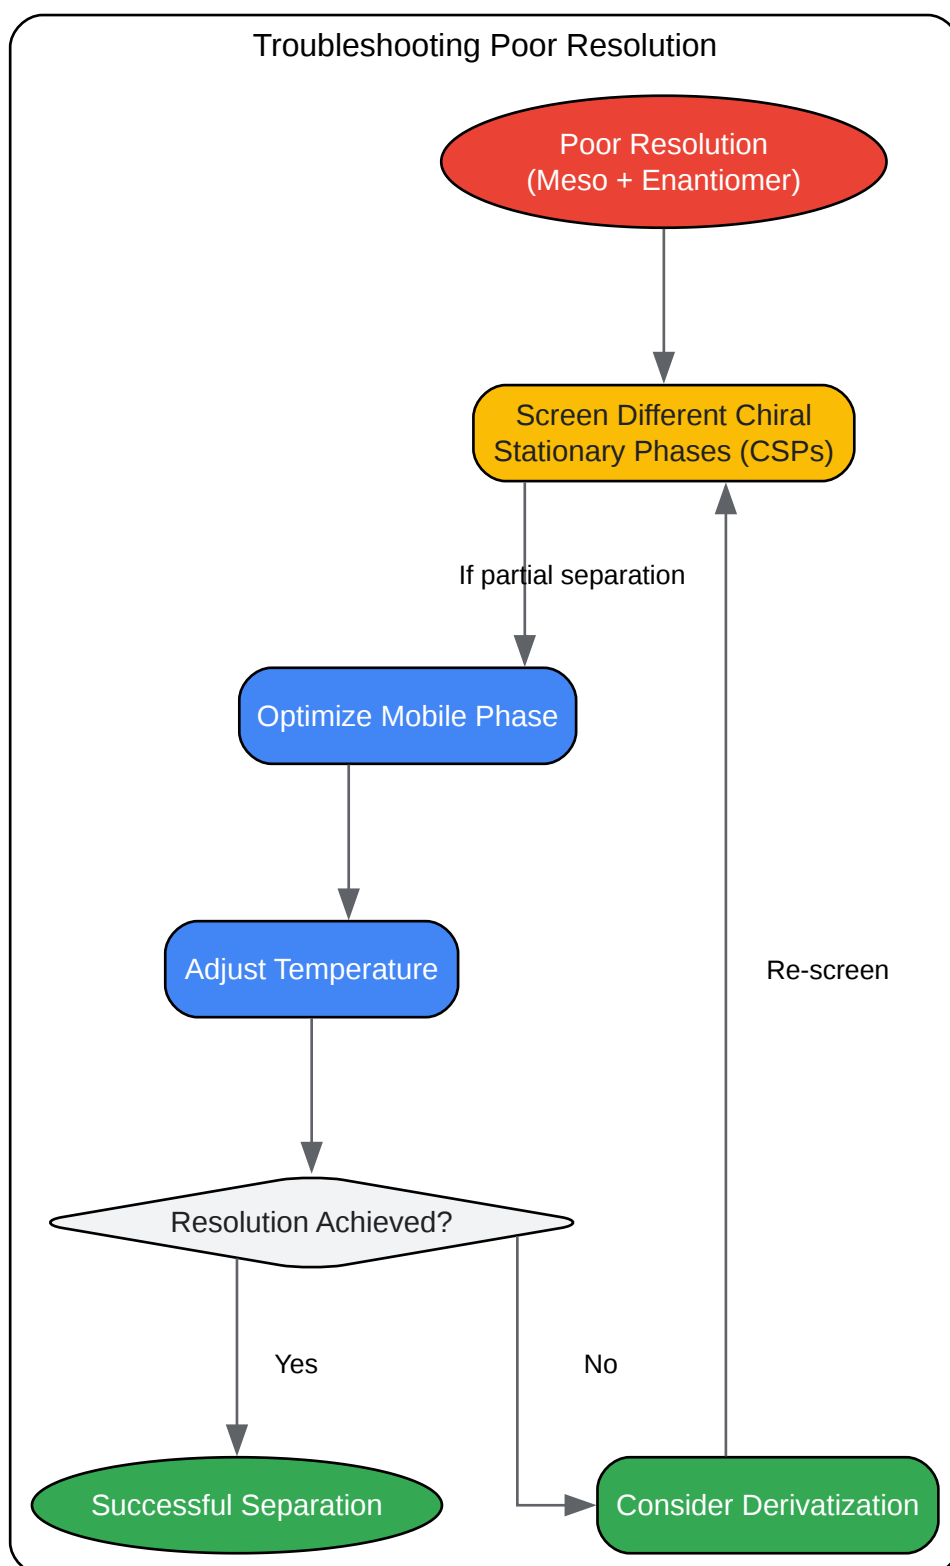 Troubleshooting Poor Resolution
Poor Resolution
(Meso + Enantiomer)
Screen Different Chiral
Stationary Phases (CSPs)
If partial separation
Optimize Mobile Phase
Adjust Temperature
Re-screen
Resolution Achieved?
Yes
No
Successful Separation
Consider Derivatization